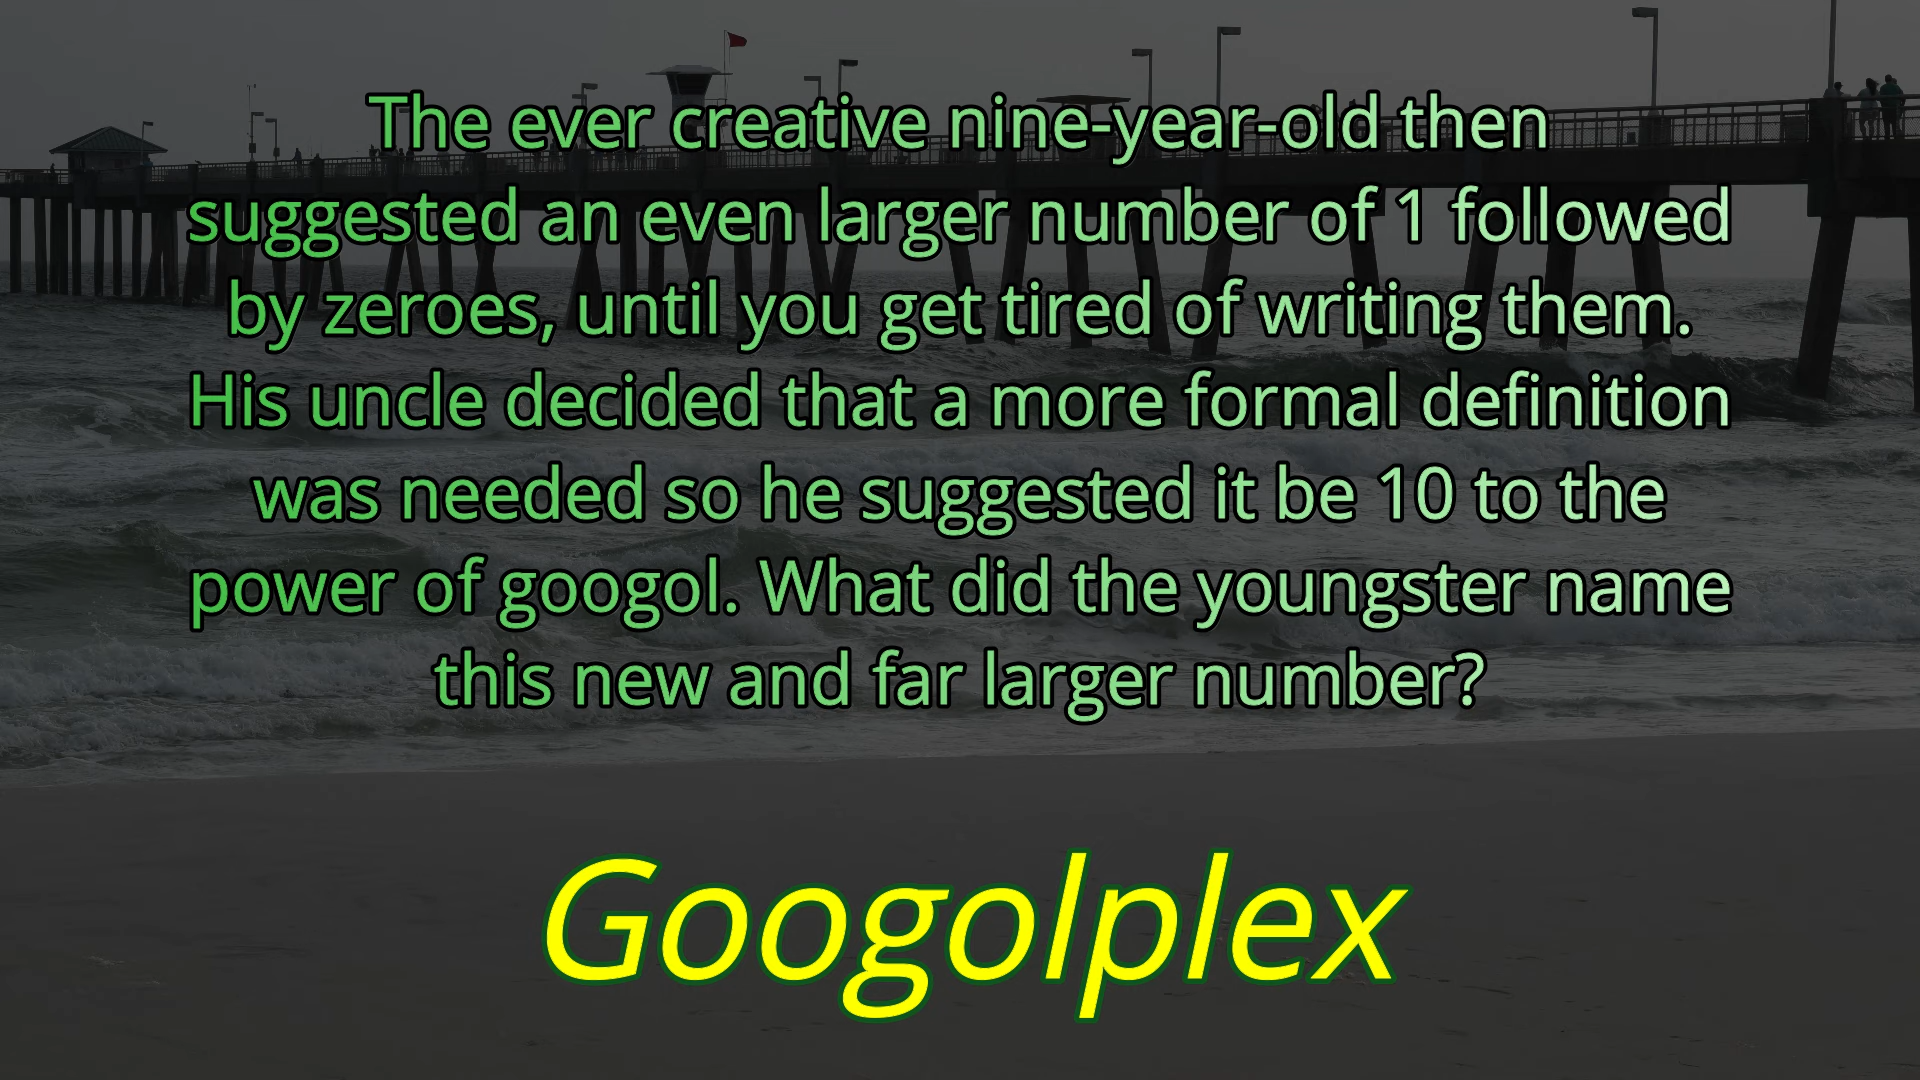 The ever creative nine-year-old then
suggested an even larger number of 1 followed
by zeroes, until you get tired of writing them.
His uncle decided that a more formal definition
was needed so he suggested it be 10 to the
power of googol. What did the youngster name
this new and far larger number?
Googolplex